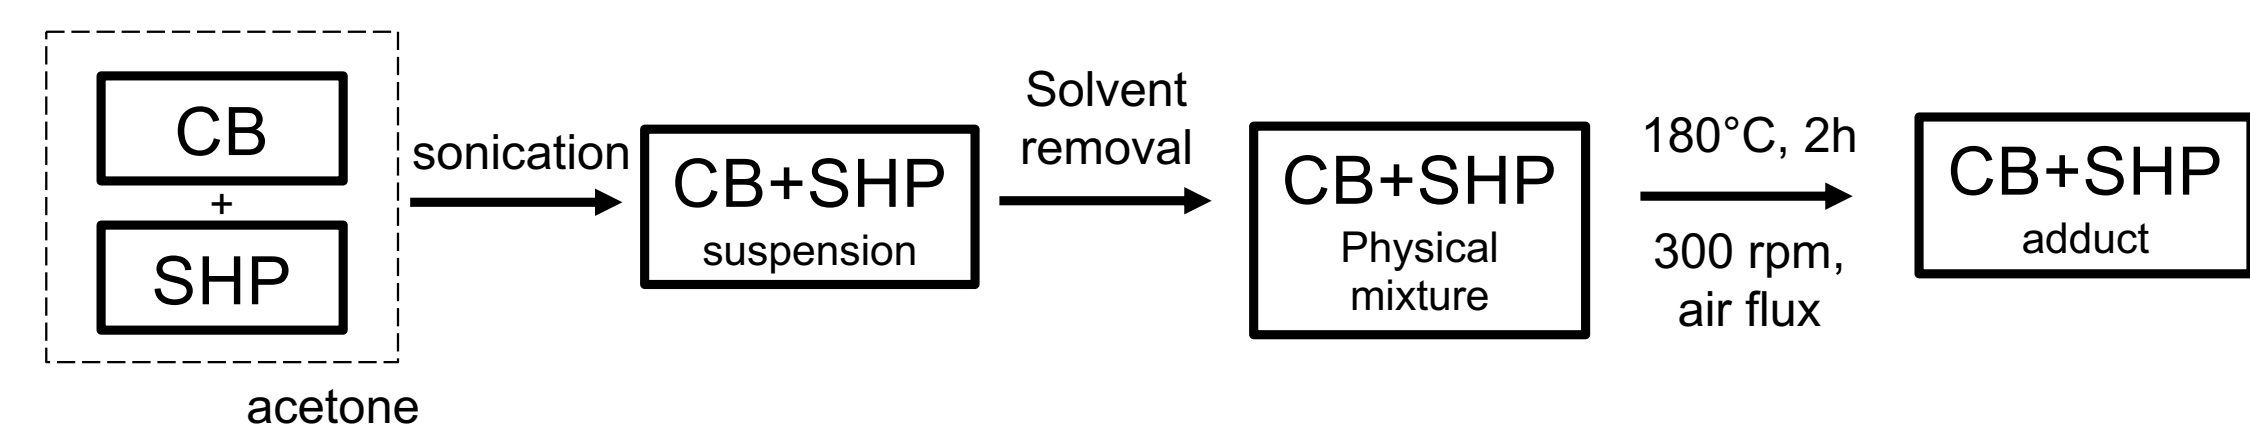 CB
+
SHP
acetone
sonication
CB+SHP
suspension
Solvent
removal
CB+SHP
Physical
mixture
180°C, 2h
300 rpm,
air flux
CB+SHP
adduct